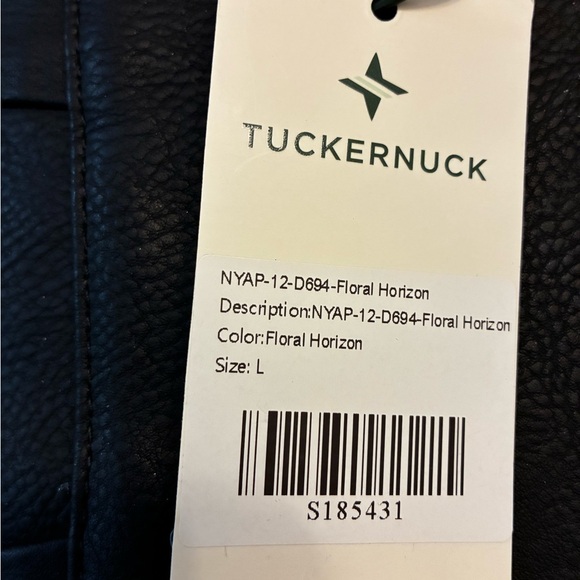 TUCKERNUCK
NYAP-12-D694-Floral Horizon
Description:NYAP-12-D694-Floral Horizon
Color:Floral Horizon
Size: L
S185431